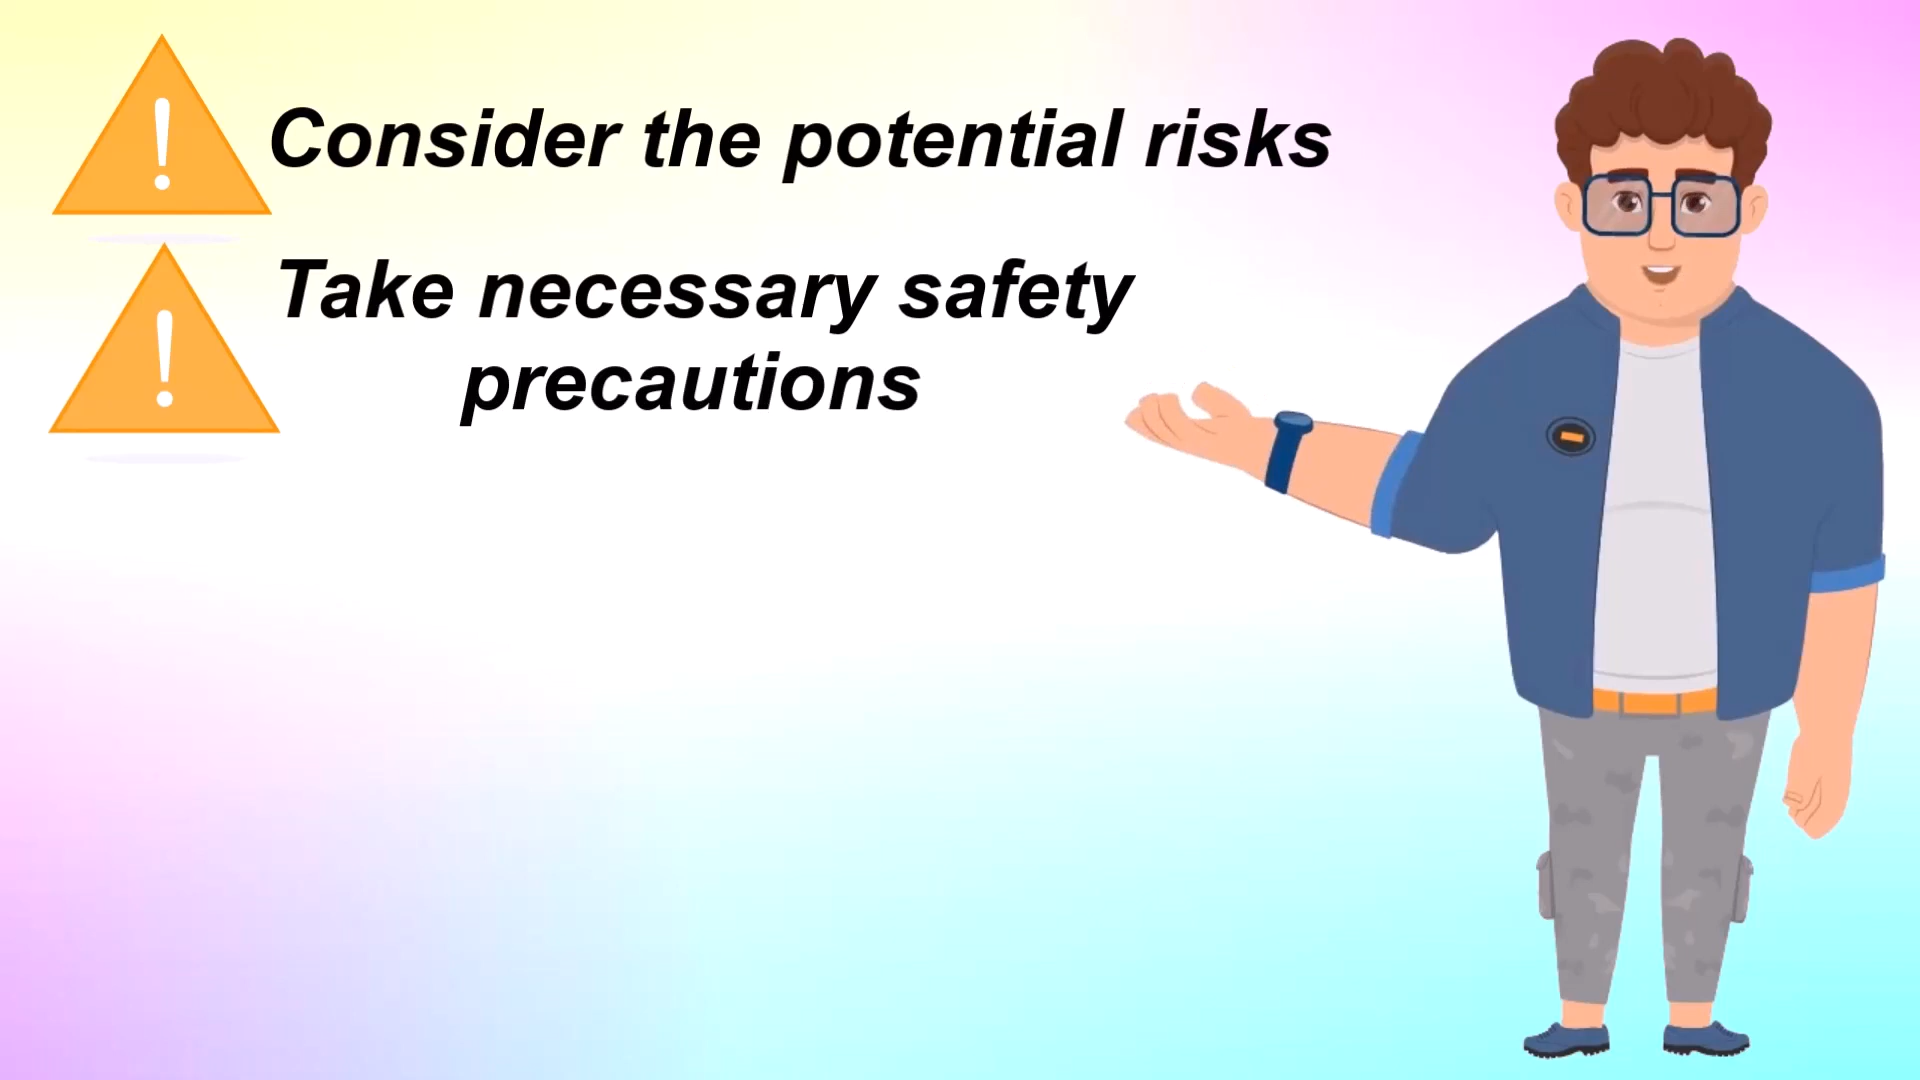 Consider the potential risks
Take necessary safety
precautions